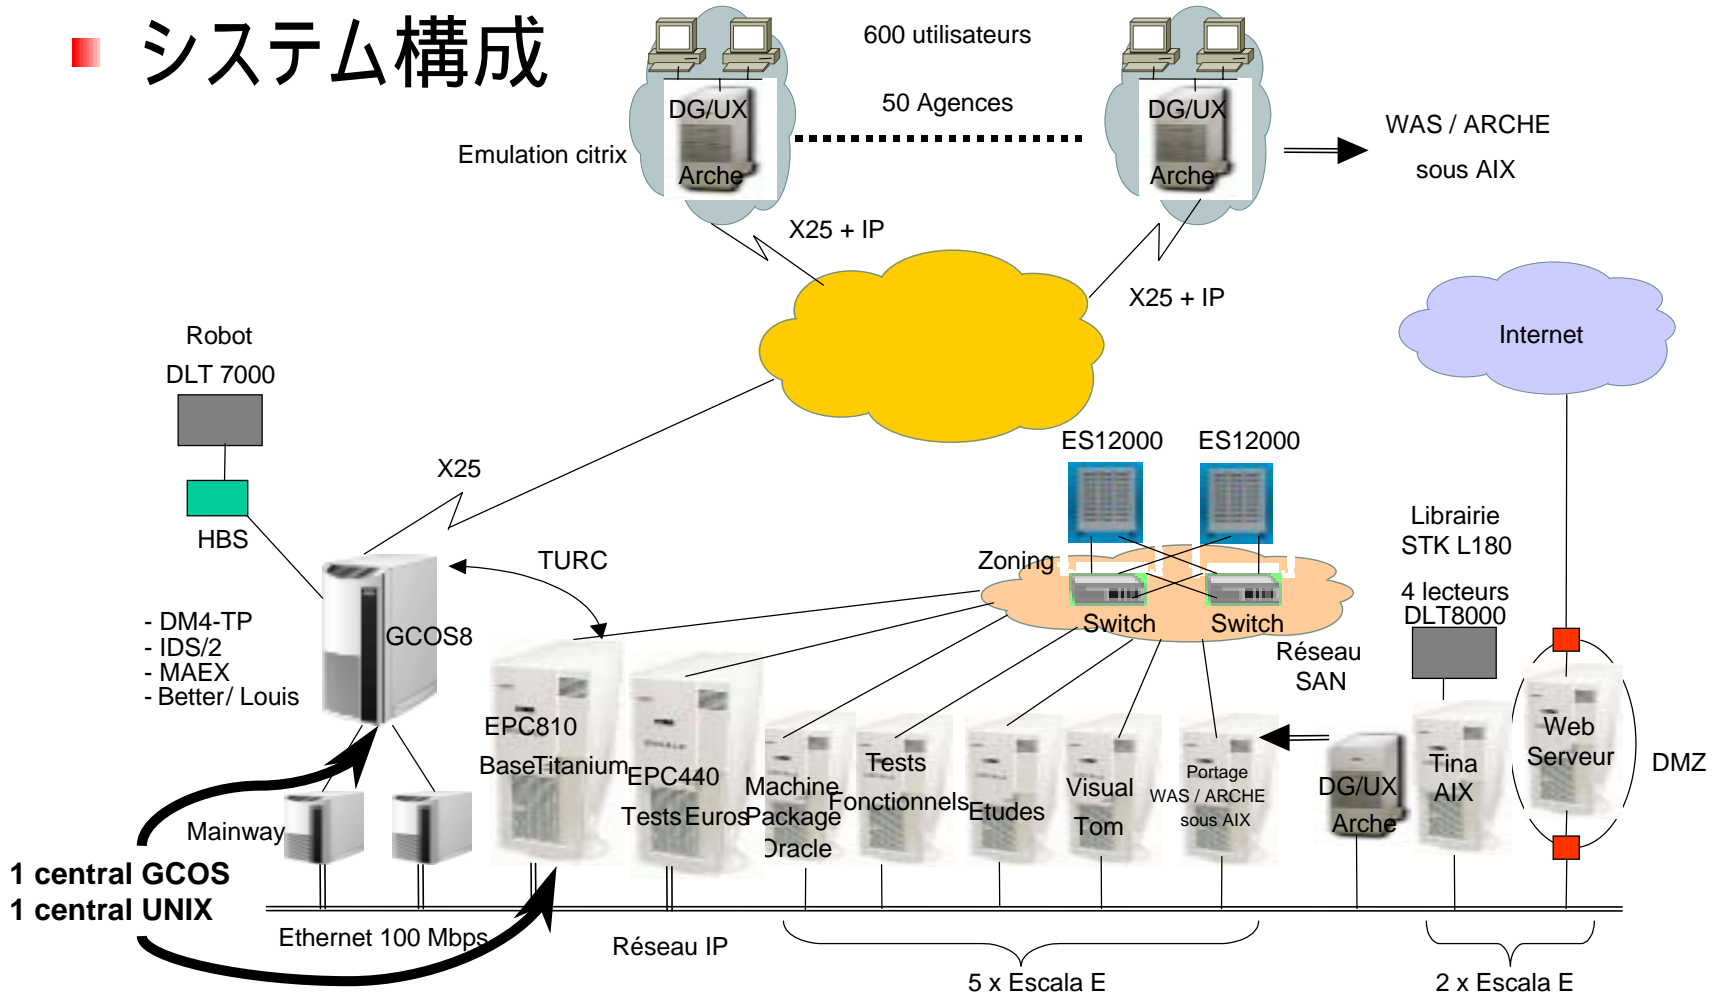 システム構成
600 utilisateurs
50 Agences
DG/UX
Arche
DG/UX
Arche
Emulation citrix
WAS / ARCHE
sous AIX
X25 + IP
X25 + IP
Internet
Robot
DLT 7000
HBS
X25
TURC
GCOS8
- DM4-TP
- IDS/2
- MAEX
- Better/ Louis
ES12000
ES12000
Zoning
Switch
Switch
Réseau
SAN
Librairie
STK L180
4 lecteurs
DLT8000
EPC810
BaseTitanium
EPC440
Tests Euros
Machine
Package
Oracle
Tests
Fonctionnels
Etudes
Visual
Tom
Portage
WAS / ARCHE
sous AIX
DG/UX
Arche
Tina
AIX
Web
Serveur
DMZ
Mainway
1 central GCOS
1 central UNIX
Ethernet 100 Mbps
Réseau IP
5 x Escala E
2 x Escala E